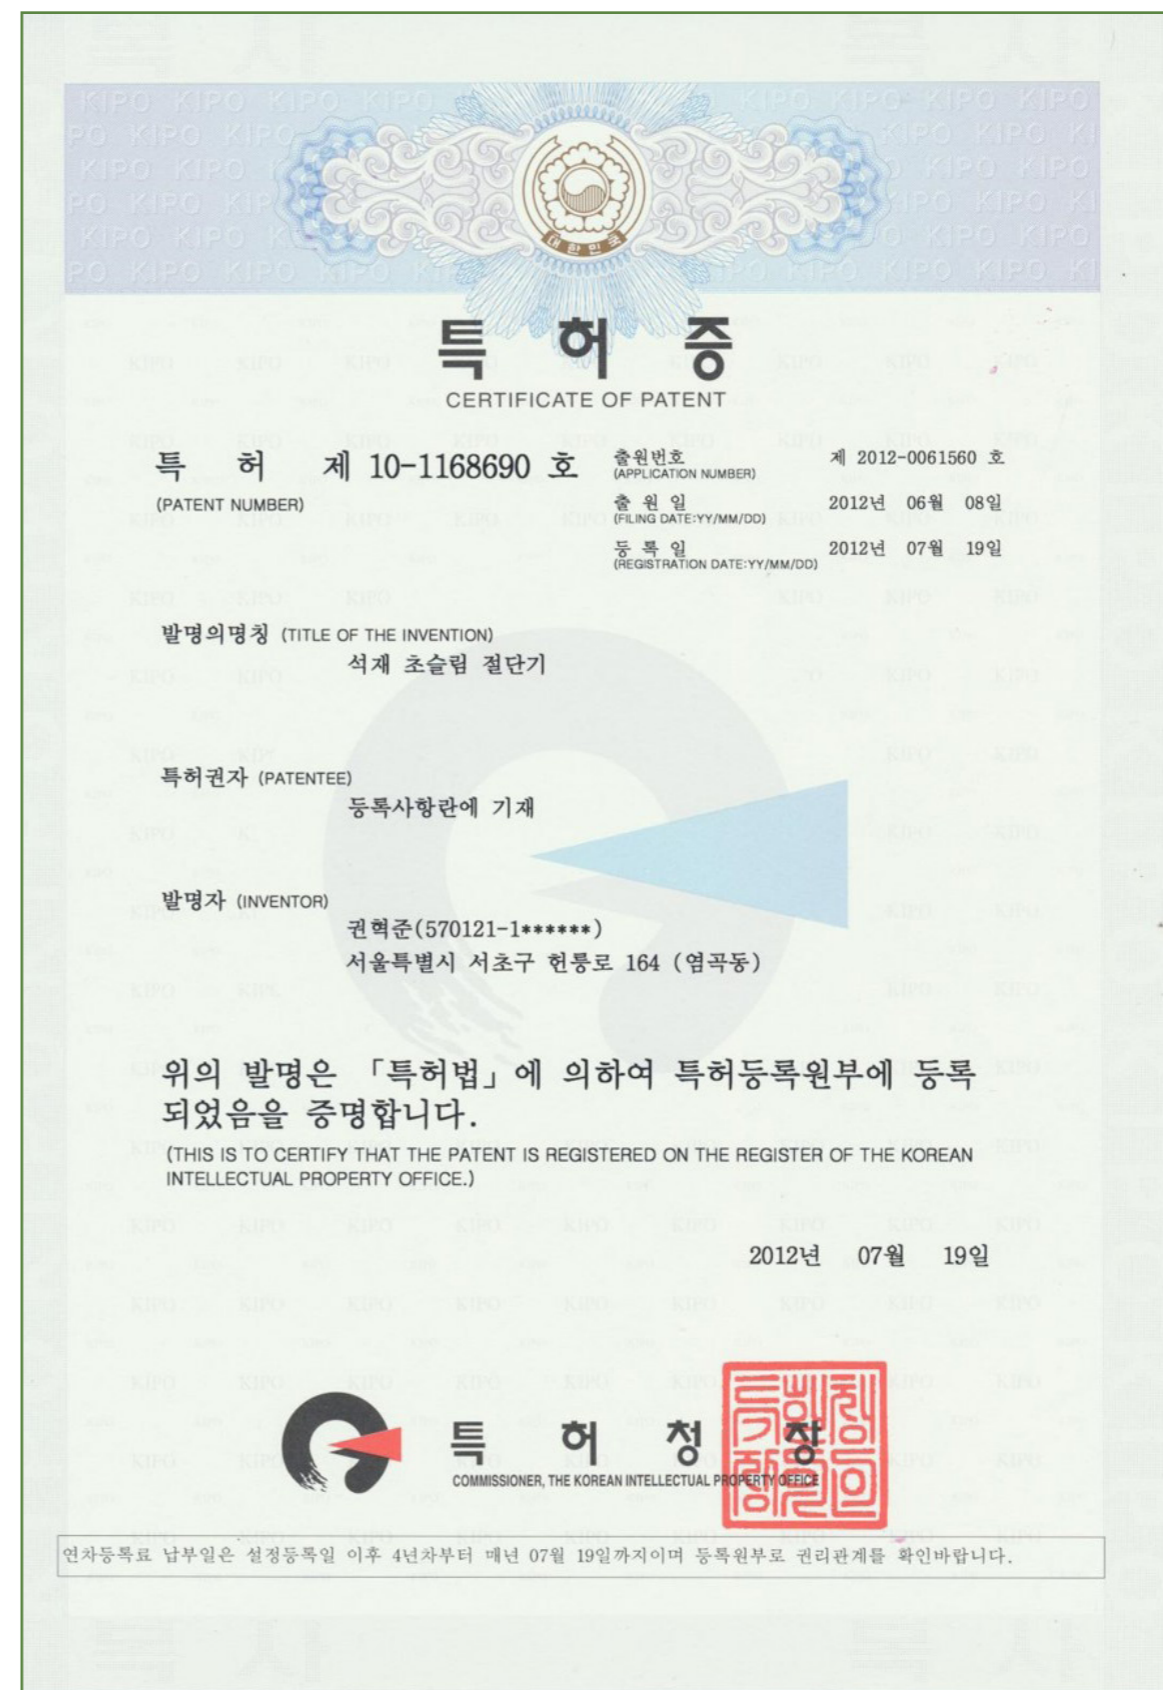 대한민국
특허증
CERTIFICATE OF PATENT
특 허 제 10-1168690 호
(PATENT NUMBER)
출원번호 제 2012-0061560 호
(APPLICATION NUMBER)
출 원 일 2012년 06월 08일
(FILING DATE:YY/MM/DD)
등 록 일 2012년 07월 19일
(REGISTRATION DATE:YY/MM/DD)
발명의명칭 (TITLE OF THE INVENTION)
석재 초슬림 절단기
특허권자 (PATENTEE)
등록사항란에 기재
발명자 (INVENTOR)
권혁준(570121-1******)
서울특별시 서초구 헌릉로 164 (염곡동)
위의 발명은 「특허법」에 의하여 특허등록원부에 등록
되었음을 증명합니다.
(THIS IS TO CERTIFY THAT THE PATENT IS REGISTERED ON THE REGISTER OF THE KOREAN
INTELLECTUAL PROPERTY OFFICE.)
2012년 07월 19일
특 허 청 장
COMMISSIONER, THE KOREAN INTELLECTUAL PROPERTY OFFICE
연차등록료 납부일은 설정등록일 이후 4년차부터 매년 07월 19일까지이며 등록원부로 권리관계를 확인바랍니다.